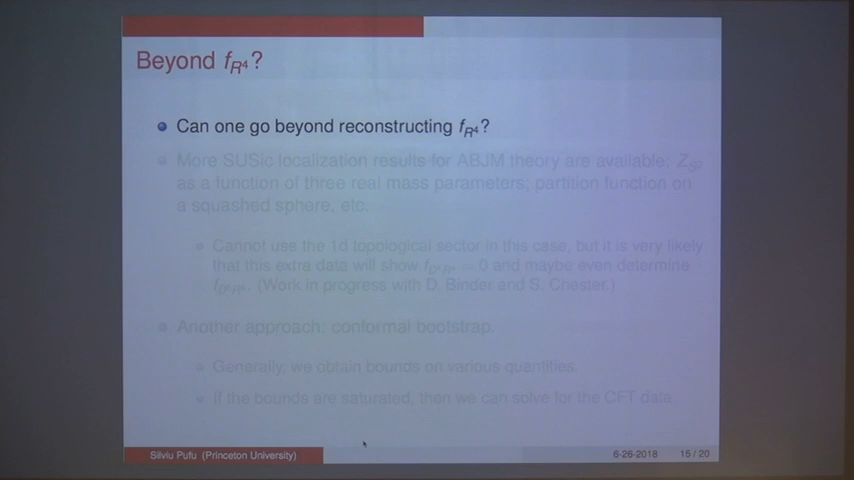 Beyond f_R⁴?
Can one go beyond reconstructing f_R⁴?
More SUSic localization results for ABJM theory are available: Z_S³
as a function of three real mass parameters; partition function on
a squashed sphere, etc.
Cannot use the 1d topological sector in this case, but it is very likely
that this extra data will show f_D⁴R⁴ = 0 and maybe even determine
(Work in progress with D. Binder and S. Chester.)
Another approach: conformal bootstrap.
Generally, we obtain bounds on various quantities.
If the bounds are saturated, then we can solve for the CFT data
Silviu Pufu (Princeton University)
6-26-2018
15 / 20